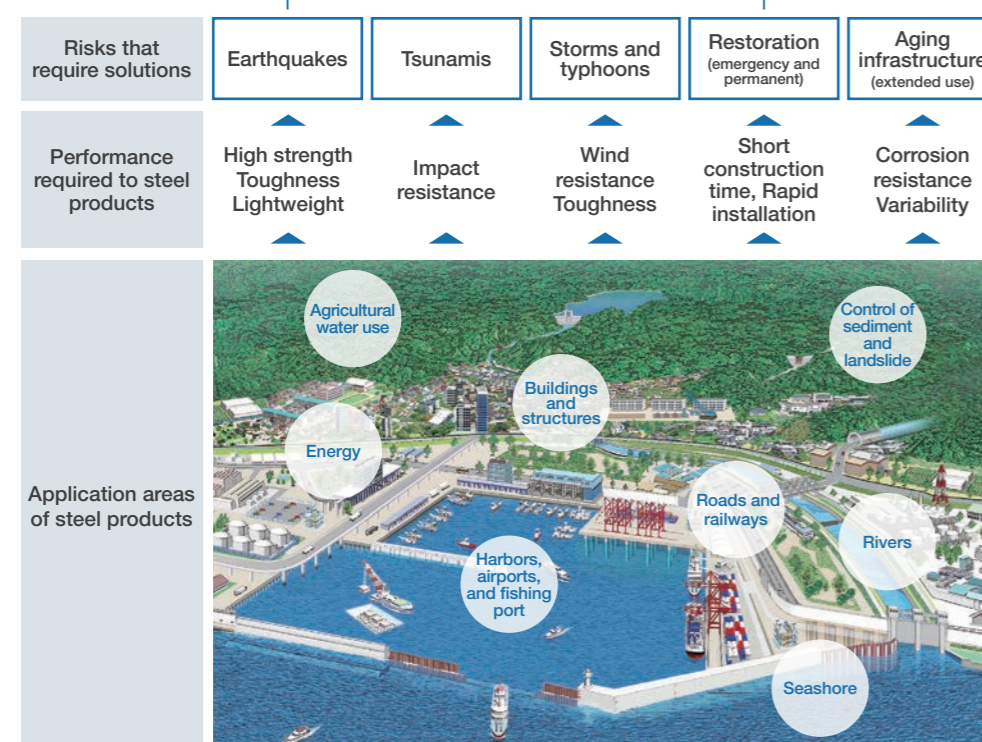 Risks that
require solutions
Earthquakes
Tsunamis
Storms and
typhoons
Restoration
(emergency and
permanent)
Aging
infrastructure
(extended use)
Performance
required to steel
products
High strength
Toughness
Lightweight
Impact
resistance
Wind
resistance
Toughness
Short
construction
time, Rapid
installation
Corrosion
resistance
Variability
Application areas
of steel products
Agricultural
water use
Control of
sediment
and
landslide
Buildings
and
structures
Energy
Roads and
railways
Rivers
Harbors,
airports,
and fishing
port
Seashore